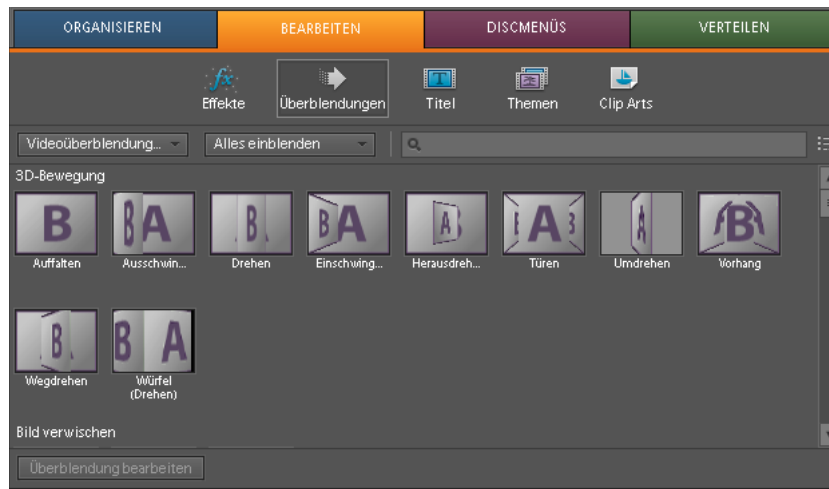 ORGANISIEREN BEARBEITEN DISCMENÜS VERTEILEN
fx T
Effekte Überblendungen Titel Themen Clip Arts
Videoüberblendung... Alles einblenden
3D-Bewegung
B B A B B A A B A B A B
Auffalten Ausschwin... Drehen Einschwing... Herausdreh... Türen Umdrehen Vorhang
B B A
Wegdrehen Würfel
(Drehen)
Bild verwischen
Überblendung bearbeiten